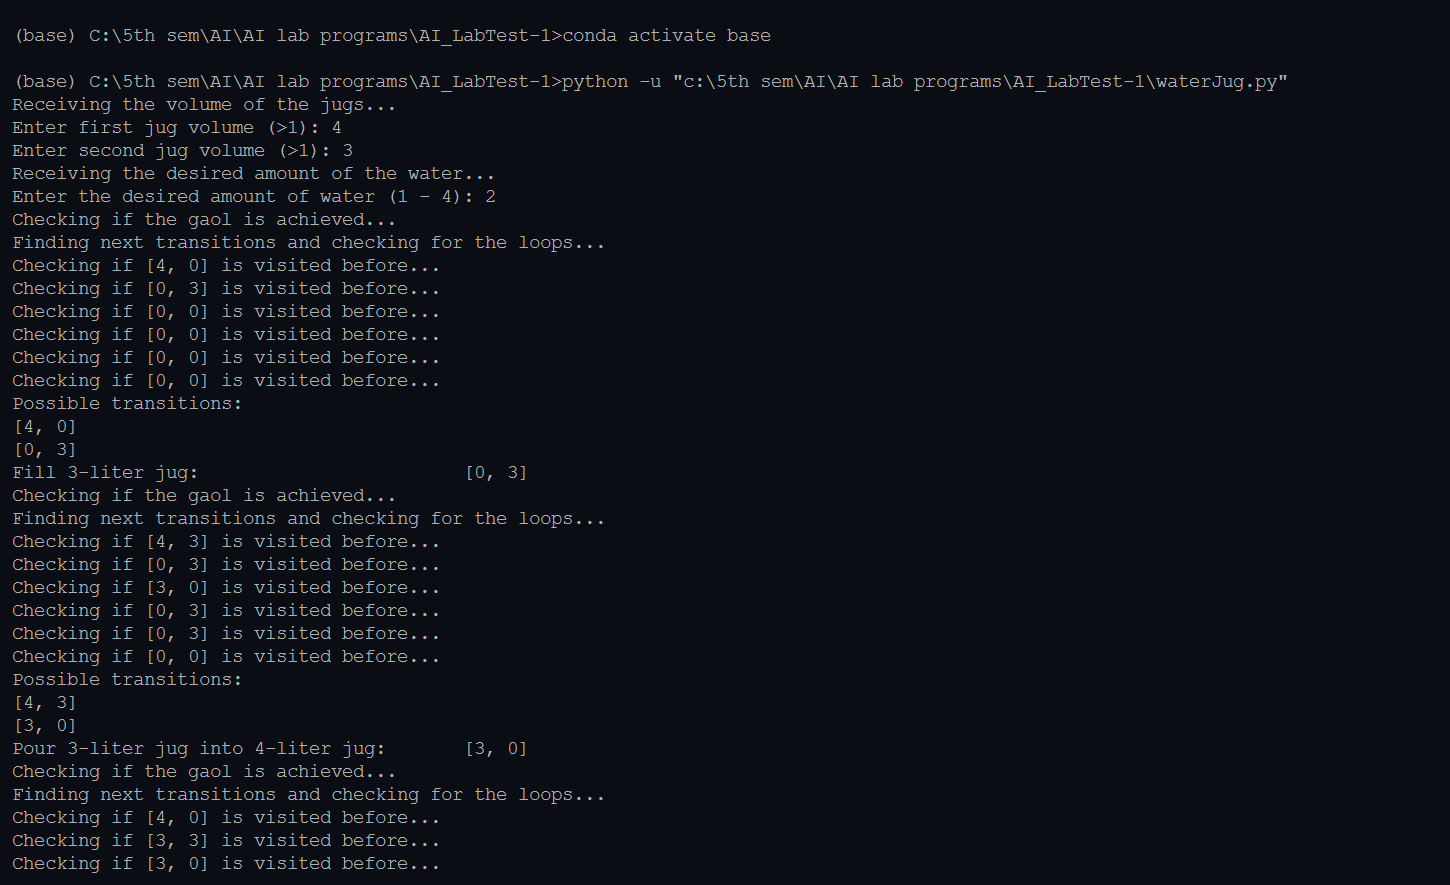 (base) C:\5th sem\AI\AI lab programs\AI_LabTest-1>conda activate base
(base) C:\5th sem\AI\AI lab programs\AI_LabTest-1>python -u "c:\5th sem\AI\AI lab programs\AI_LabTest-1\waterJug.py"
Receiving the volume of the jugs...
Enter first jug volume (>1): 4
Enter second jug volume (>1): 3
Receiving the desired amount of the water...
Enter the desired amount of water (1 - 4): 2
Checking if the gaol is achieved...
Finding next transitions and checking for the loops...
Checking if [4, 0] is visited before...
Checking if [0, 3] is visited before...
Checking if [0, 0] is visited before...
Checking if [0, 0] is visited before...
Checking if [0, 0] is visited before...
Checking if [0, 0] is visited before...
Possible transitions:
[4, 0]
[0, 3]
Fill 3-liter jug: [0, 3]
Checking if the gaol is achieved...
Finding next transitions and checking for the loops...
Checking if [4, 3] is visited before...
Checking if [0, 3] is visited before...
Checking if [3, 0] is visited before...
Checking if [0, 3] is visited before...
Checking if [0, 3] is visited before...
Checking if [0, 0] is visited before...
Possible transitions:
[4, 3]
[3, 0]
Pour 3-liter jug into 4-liter jug: [3, 0]
Checking if the gaol is achieved...
Finding next transitions and checking for the loops...
Checking if [4, 0] is visited before...
Checking if [3, 3] is visited before...
Checking if [3, 0] is visited before...